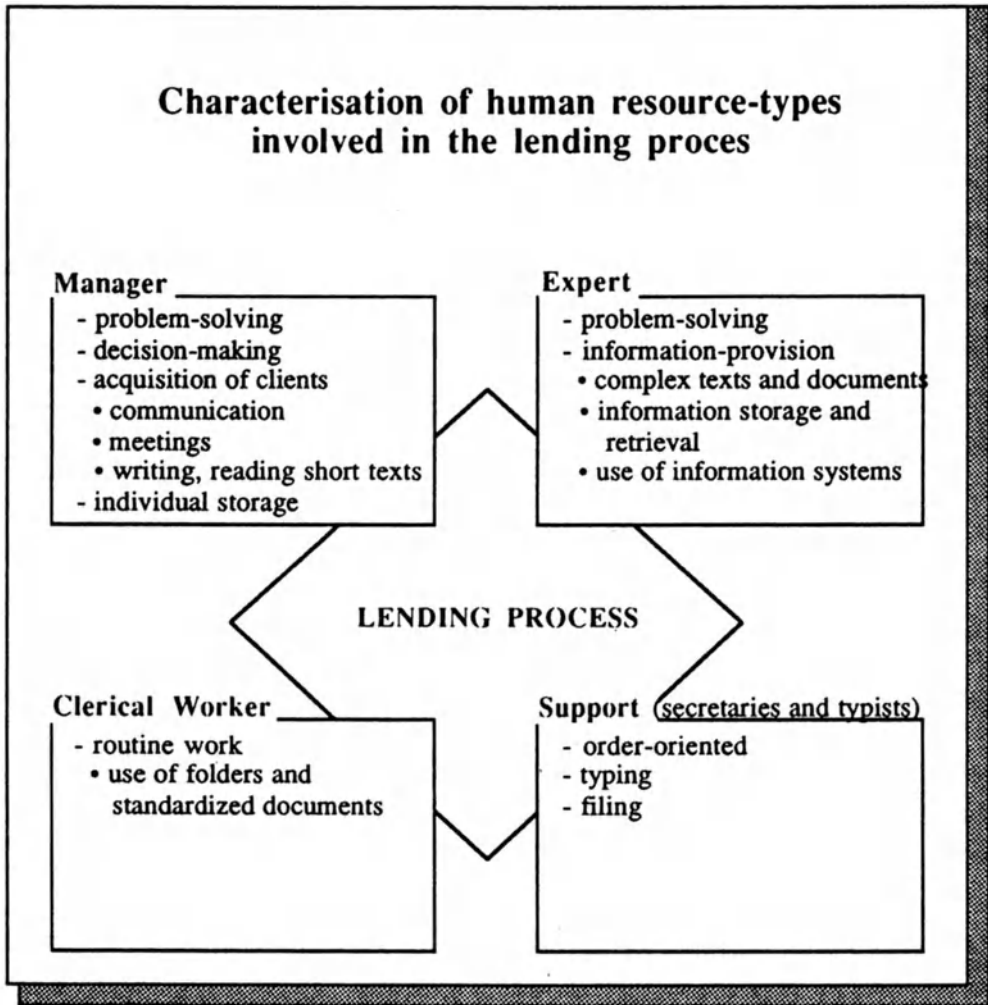 Characterisation of human resource-types
involved in the lending proces
Manager
- problem-solving
- decision-making
- acquisition of clients
• communication
• meetings
• writing, reading short texts
- individual storage
Expert
- problem-solving
- information-provision
• complex texts and documents
• information storage and
retrieval
• use of information systems
LENDING PROCESS
Clerical Worker
- routine work
• use of folders and
standardized documents
Support (secretaries and typists)
- order-oriented
- typing
- filing